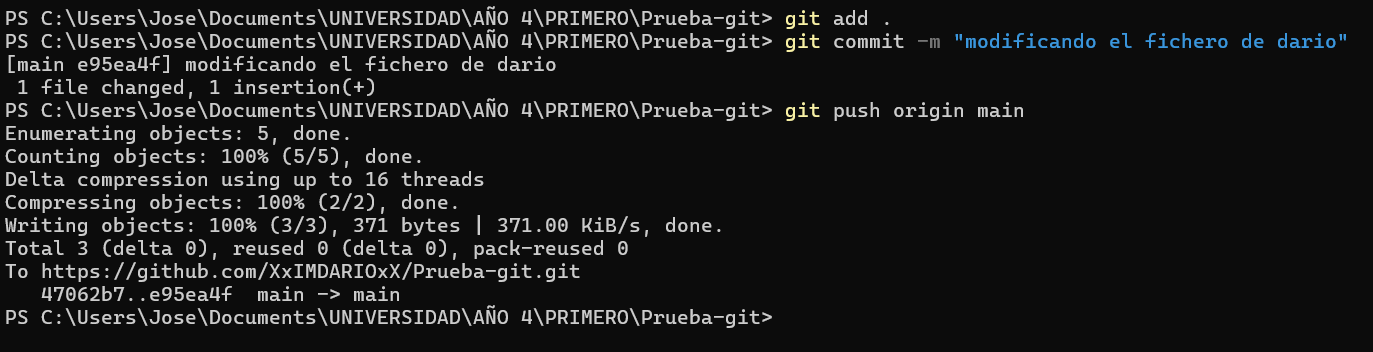 PS C:\Users\Jose\Documents\UNIVERSIDAD\AÑO 4\PRIMERO\Prueba-git> git add .
PS C:\Users\Jose\Documents\UNIVERSIDAD\AÑO 4\PRIMERO\Prueba-git> git commit -m "modificando el fichero de dario"
[main e95ea4f] modificando el fichero de dario
 1 file changed, 1 insertion(+)
PS C:\Users\Jose\Documents\UNIVERSIDAD\AÑO 4\PRIMERO\Prueba-git> git push origin main
Enumerating objects: 5, done.
Counting objects: 100% (5/5), done.
Delta compression using up to 16 threads
Compressing objects: 100% (2/2), done.
Writing objects: 100% (3/3), 371 bytes | 371.00 KiB/s, done.
Total 3 (delta 0), reused 0 (delta 0), pack-reused 0
To https://github.com/XxIMDARIOxX/Prueba-git.git
   47062b7..e95ea4f  main -> main
PS C:\Users\Jose\Documents\UNIVERSIDAD\AÑO 4\PRIMERO\Prueba-git>